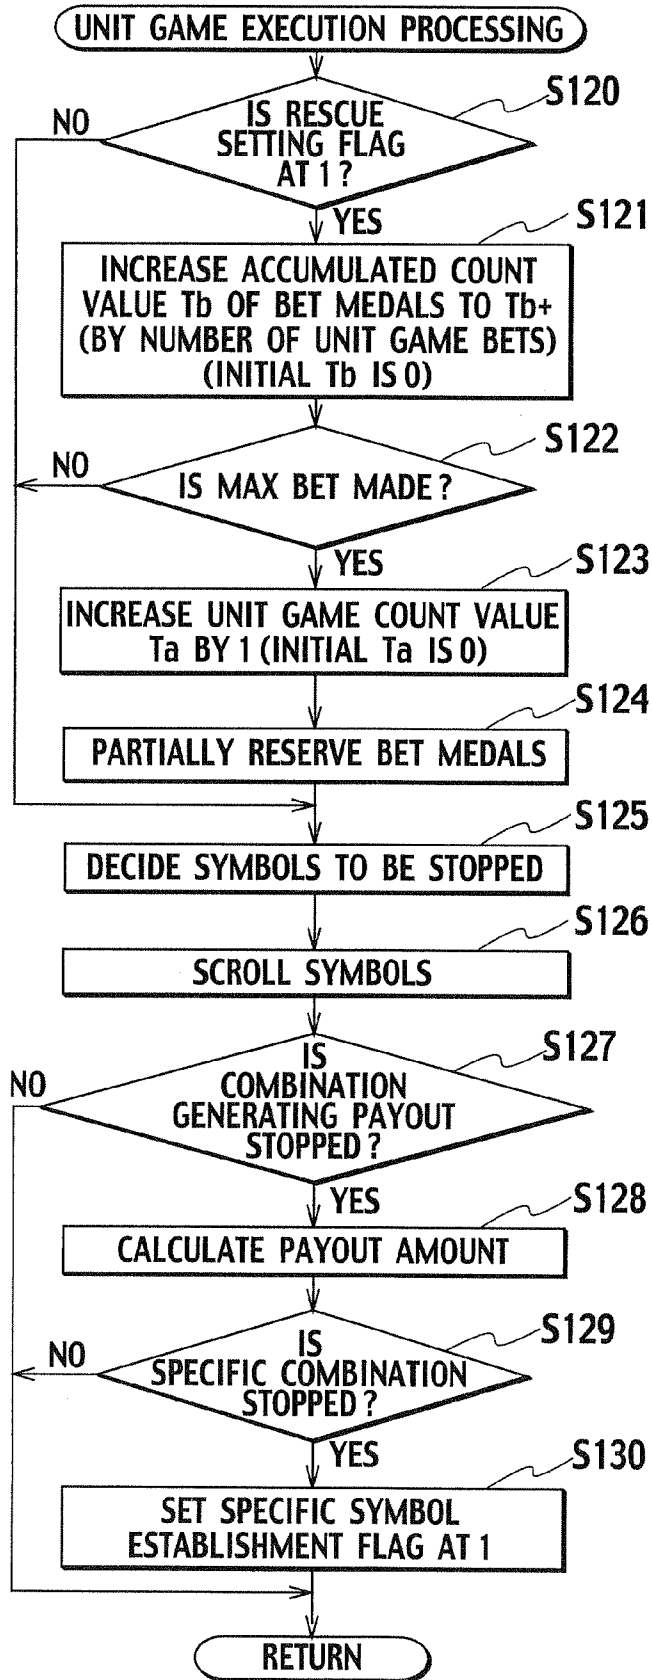 UNIT GAME EXECUTION PROCESSING
S120
NO
IS RESCUE
SETTING FLAG
AT 1?
YES
S121
INCREASE ACCUMULATED COUNT
VALUE Tb OF BET MEDALS TO Tb+
(BY NUMBER OF UNIT GAME BETS)
(INITIAL Tb IS 0)
S122
NO
IS MAX BET MADE?
YES
S123
INCREASE UNIT GAME COUNT VALUE
Ta BY 1 (INITIAL Ta IS 0)
S124
PARTIALLY RESERVE BET MEDALS
S125
DECIDE SYMBOLS TO BE STOPPED
S126
SCROLL SYMBOLS
S127
NO
IS
COMBINATION
GENERATING PAYOUT
STOPPED?
YES
S128
CALCULATE PAYOUT AMOUNT
S129
NO
IS
SPECIFIC COMBINATION
STOPPED?
YES
S130
SET SPECIFIC SYMBOL
ESTABLISHMENT FLAG AT 1
RETURN